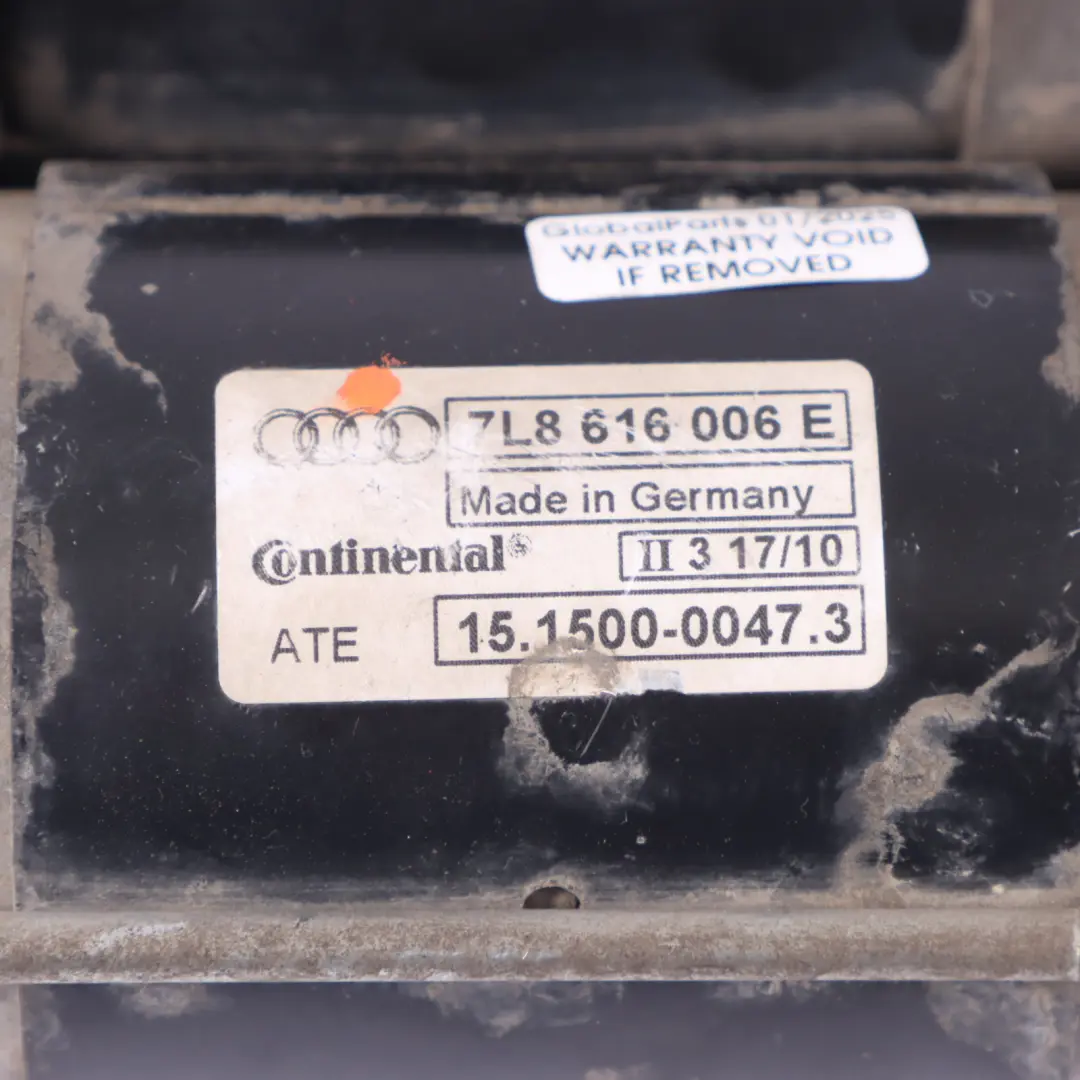 GlobalParts 01/2025
WARRANTY VOID
IF REMOVED
7L8 616 006 E
Made in Germany
Continental®
II 3 17/10
ATE
15.1500-0047.3